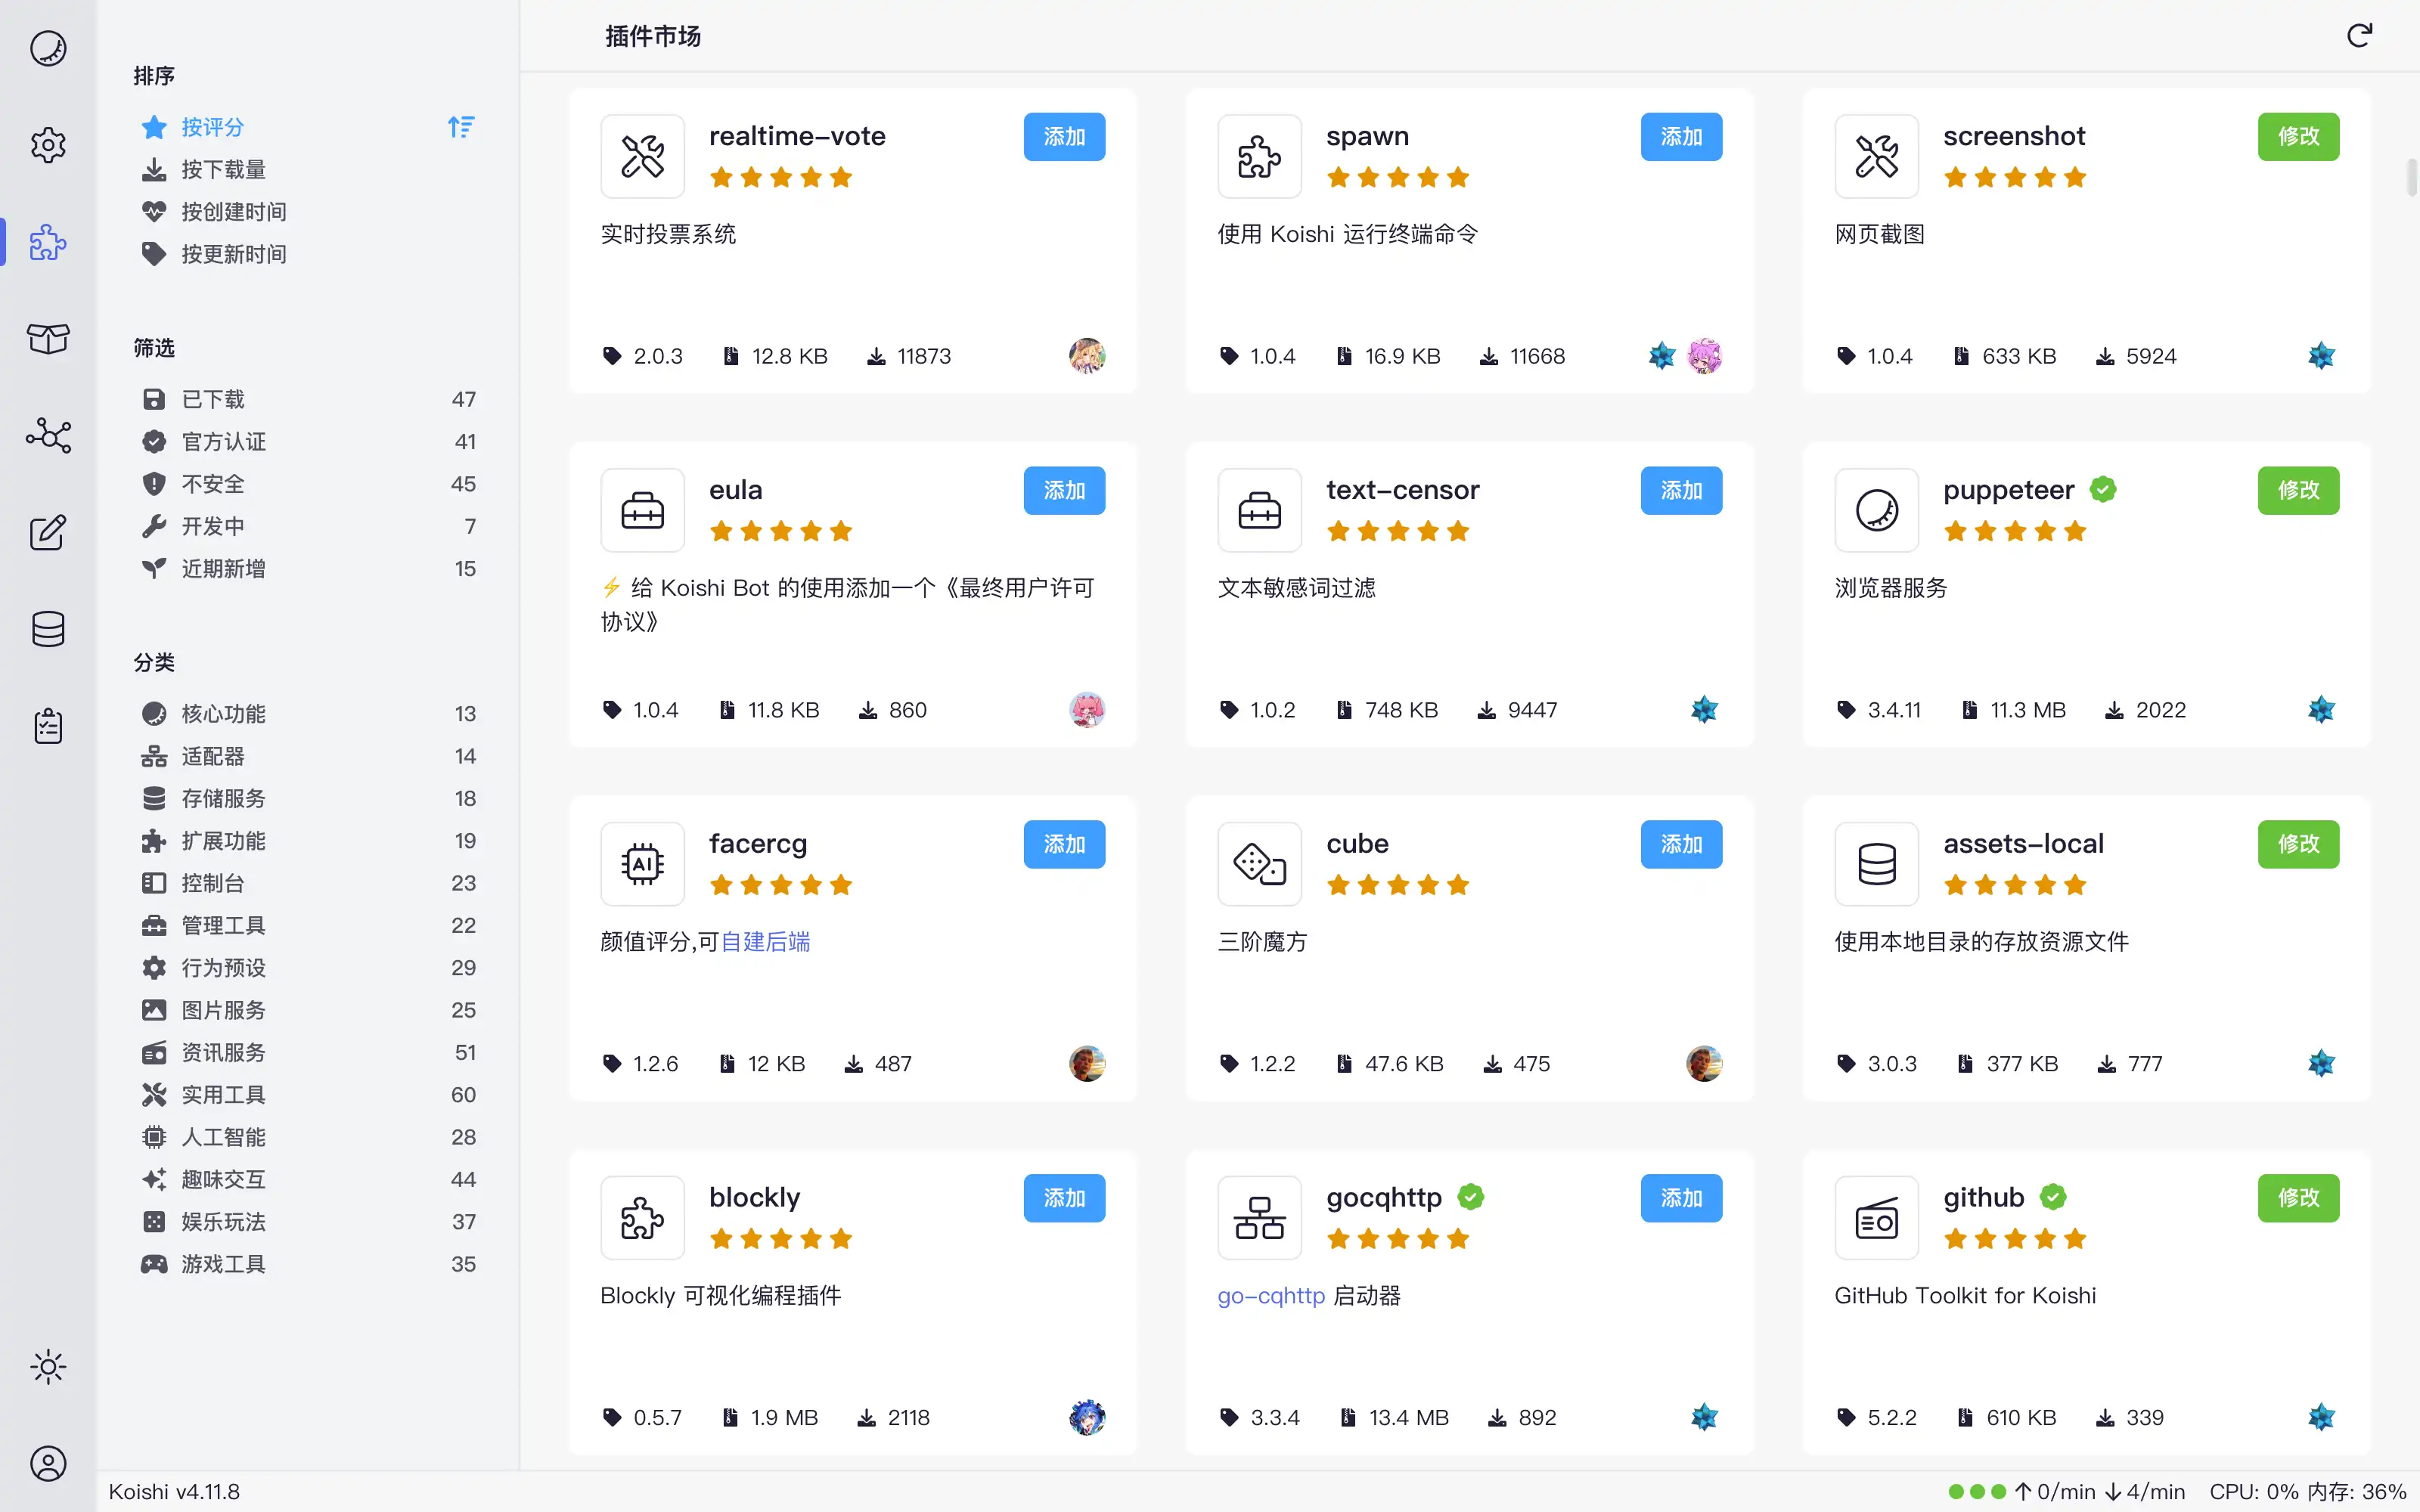 插件市场
排序
按评分
按下载量
按创建时间
按更新时间
筛选
已下载 47
官方认证 41
不安全 45
开发中 7
近期新增 15
分类
核心功能 13
适配器 14
存储服务 18
扩展功能 19
控制台 23
管理工具 22
行为预设 29
图片服务 25
资讯服务 51
实用工具 60
人工智能 28
趣味交互 44
娱乐玩法 37
游戏工具 35
realtime-vote
添加
实时投票系统
2.0.3 12.8 KB 11873
spawn
添加
使用 Koishi 运行终端命令
1.0.4 16.9 KB 11668
screenshot
修改
网页截图
1.0.4 633 KB 5924
eula
添加
⚡ 给 Koishi Bot 的使用添加一个《最终用户许可
协议》
1.0.4 11.8 KB 860
text-censor
添加
文本敏感词过滤
1.0.2 748 KB 9447
puppeteer
修改
浏览器服务
3.4.11 11.3 MB 2022
facercg
添加
AI
颜值评分,可自建后端
1.2.6 12 KB 487
cube
添加
三阶魔方
1.2.2 47.6 KB 475
assets-local
修改
使用本地目录的存放资源文件
3.0.3 377 KB 777
blockly
添加
Blockly 可视化编程插件
0.5.7 1.9 MB 2118
gocqhttp
添加
go-cqhttp 启动器
3.3.4 13.4 MB 892
github
修改
GitHub Toolkit for Koishi
5.2.2 610 KB 339
Koishi v4.11.8
↑ 0/min ↓ 4/min CPU: 0% 内存: 36%